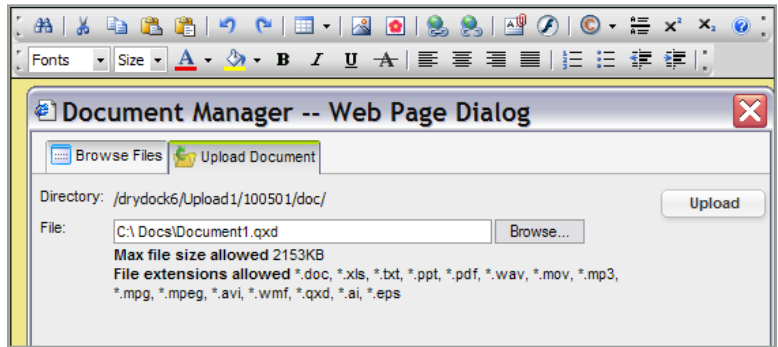 Fonts Size A B I U A
Document Manager -- Web Page Dialog
Browse Files Upload Document
Directory: /drydock6/Upload1/100501/doc/ Upload
File: C:\ Docs\Document1.qxd Browse...
Max file size allowed 2153KB
File extensions allowed *.doc, *.xls, *.txt, *.ppt, *.pdf, *.wav, *.mov, *.mp3,
*.mpg, *.mpeg, *.avi, *.wmf, *.qxd, *.ai, *.eps